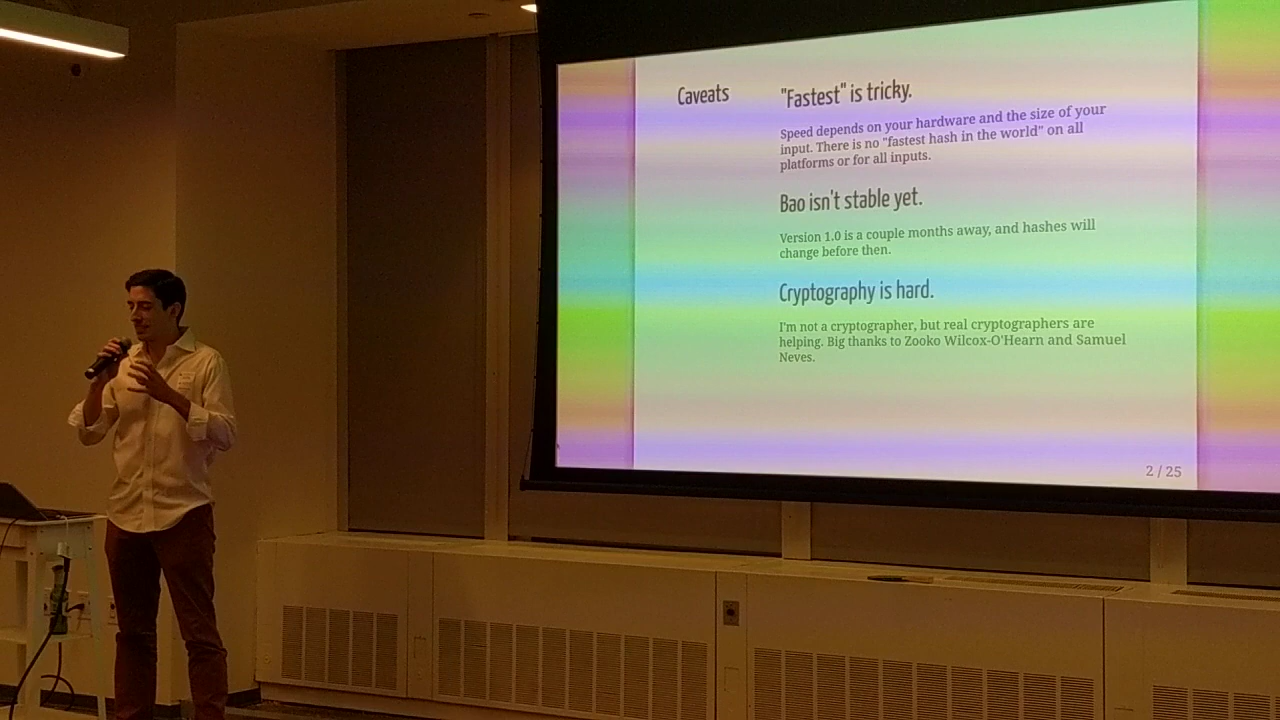 Caveats
"Fastest" is tricky.
Speed depends on your hardware and the size of your
input. There is no "fastest hash in the world" on all
platforms or for all inputs.
Bao isn't stable yet.
Version 1.0 is a couple months away, and hashes will
change before then.
Cryptography is hard.
I'm not a cryptographer, but real cryptographers are
helping. Big thanks to Zooko Wilcox-O'Hearn and Samuel
Neves.
2 / 25